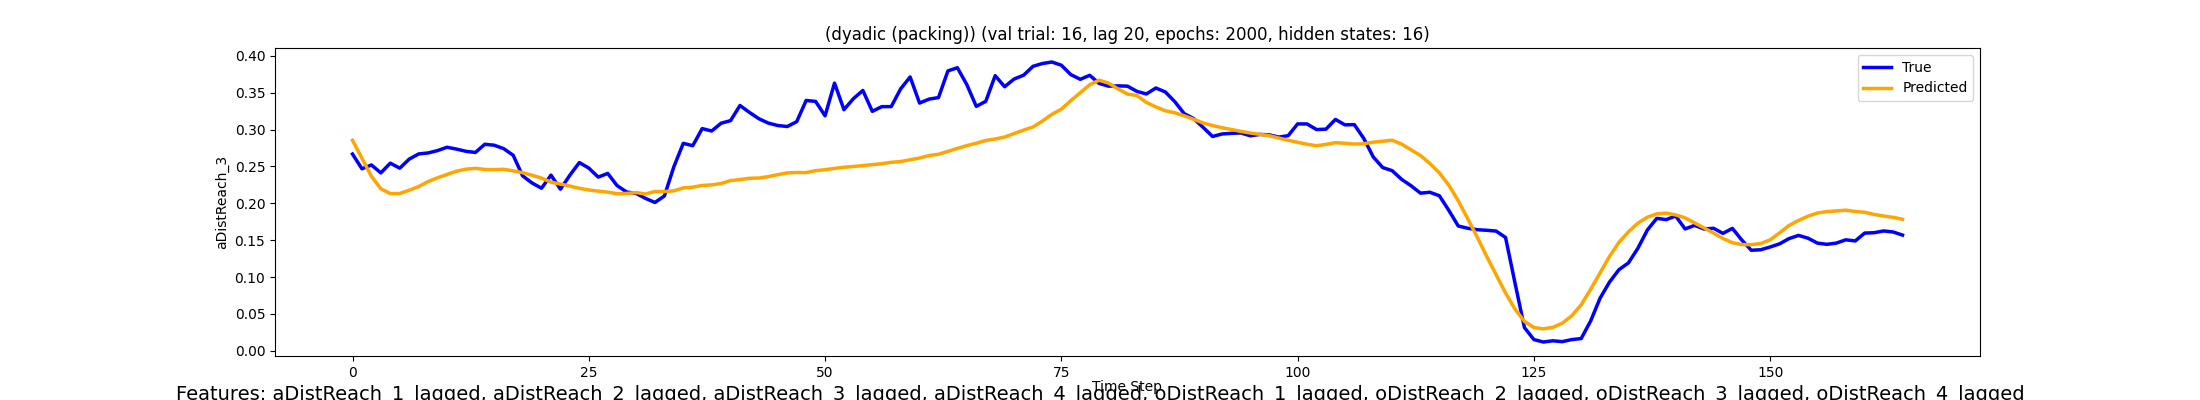 (dyadic (packing)) (val trial: 16, lag 20, epochs: 2000, hidden states: 16)
True
Predicted
aDistReach_3
0.40
0.35
0.30
0.25
0.20
0.15
0.10
0.05
0.00
0 25 50 75 100 125 150
Time Step
Features: aDistReach_1_lagged, aDistReach_2_lagged, aDistReach_3_lagged, aDistReach_4_lagged, oDistReach_1_lagged, oDistReach_2_lagged, oDistReach_3_lagged, oDistReach_4_lagged